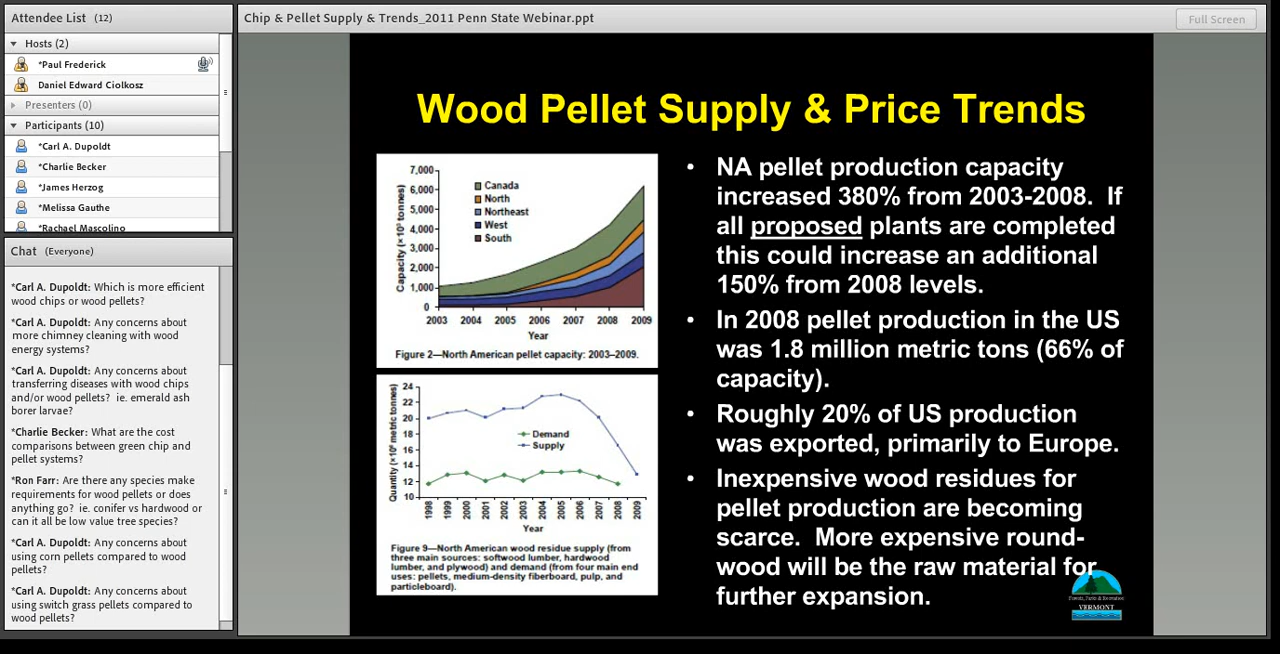 Attendee List (12)
Hosts (2)
*Paul Frederick
Daniel Edward Ciolkosz
Presenters (0)
Participants (10)
*Carl A. Dupoldt
*Charlie Becker
*James Herzog
*Melissa Gauthe
*Rachael Mascolino
Chat (Everyone)
*Carl A. Dupoldt: Which is more efficient
wood chips or wood pellets?
*Carl A. Dupoldt: Any concerns about
more chimney cleaning with wood
energy systems?
*Carl A. Dupoldt: Any concerns about
transferring diseases with wood chips
and/or wood pellets? ie. emerald ash
borer larvae?
*Charlie Becker: What are the cost
comparisons between green chip and
pellet systems?
*Ron Farr: Are there any species make
requirements for wood pellets or does
anything go? ie. conifer vs hardwood or
can it all be low value tree species?
*Carl A. Dupoldt: Any concerns about
using corn pellets compared to wood
pellets?
*Carl A. Dupoldt: Any concerns about
using switch grass pellets compared to
wood pellets?
Chip & Pellet Supply & Trends_2011 Penn State Webinar.ppt
Full Screen
Wood Pellet Supply & Price Trends
Capacity (×10³ tonnes)
7,000
6,000
5,000
4,000
3,000
2,000
1,000
0
Canada
North
Northeast
West
South
2003 2004 2005 2006 2007 2008 2009
Year
Figure 2—North American pellet capacity: 2003–2009.
Quantity (×10⁶ metric tonnes)
24
22
20
18
16
14
12
10
Demand
Supply
1998 1999 2000 2001 2002 2003 2004 2005 2006 2007 2008 2009
Year
Figure 9—North American wood residue supply (from
three main sources: softwood lumber, hardwood
lumber, and plywood) and demand (from four main end
uses: pellets, medium-density fiberboard, pulp, and
particleboard).
• NA pellet production capacity
increased 380% from 2003-2008. If
all proposed plants are completed
this could increase an additional
150% from 2008 levels.
• In 2008 pellet production in the US
was 1.8 million metric tons (66% of
capacity).
• Roughly 20% of US production
was exported, primarily to Europe.
• Inexpensive wood residues for
pellet production are becoming
scarce. More expensive round-
wood will be the raw material for
further expansion.
Forests, Parks & Recreation
VERMONT